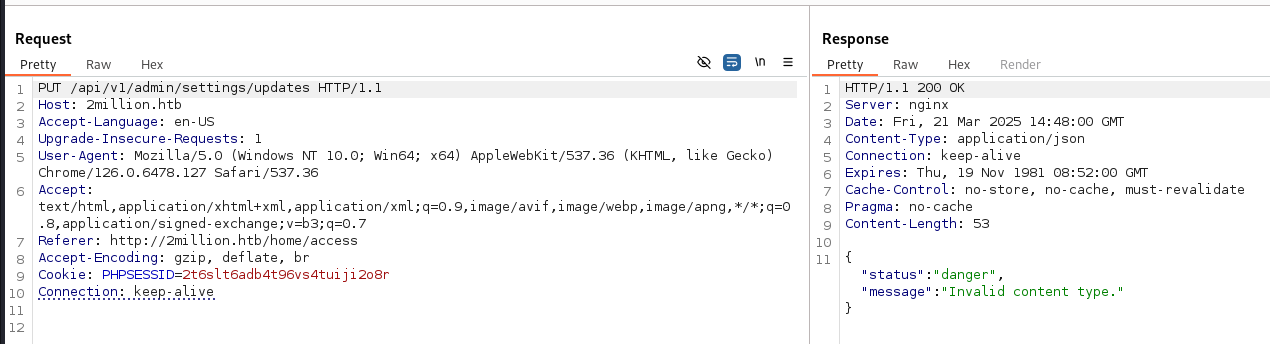 Request
Pretty Raw Hex
\n
1 PUT /api/v1/admin/settings/updates HTTP/1.1
2 Host: 2million.htb
3 Accept-Language: en-US
4 Upgrade-Insecure-Requests: 1
5 User-Agent: Mozilla/5.0 (Windows NT 10.0; Win64; x64) AppleWebKit/537.36 (KHTML, like Gecko)
Chrome/126.0.6478.127 Safari/537.36
6 Accept:
text/html,application/xhtml+xml,application/xml;q=0.9,image/avif,image/webp,image/apng,*/*;q=0
.8,application/signed-exchange;v=b3;q=0.7
7 Referer: http://2million.htb/home/access
8 Accept-Encoding: gzip, deflate, br
9 Cookie: PHPSESSID=2t6slt6adb4t96vs4tuiji2o8r
10 Connection: keep-alive
11
12
Response
Pretty Raw Hex Render
1 HTTP/1.1 200 OK
2 Server: nginx
3 Date: Fri, 21 Mar 2025 14:48:00 GMT
4 Content-Type: application/json
5 Connection: keep-alive
6 Expires: Thu, 19 Nov 1981 08:52:00 GMT
7 Cache-Control: no-store, no-cache, must-revalidate
8 Pragma: no-cache
9 Content-Length: 53
10
11 {
"status":"danger",
"message":"Invalid content type."
}